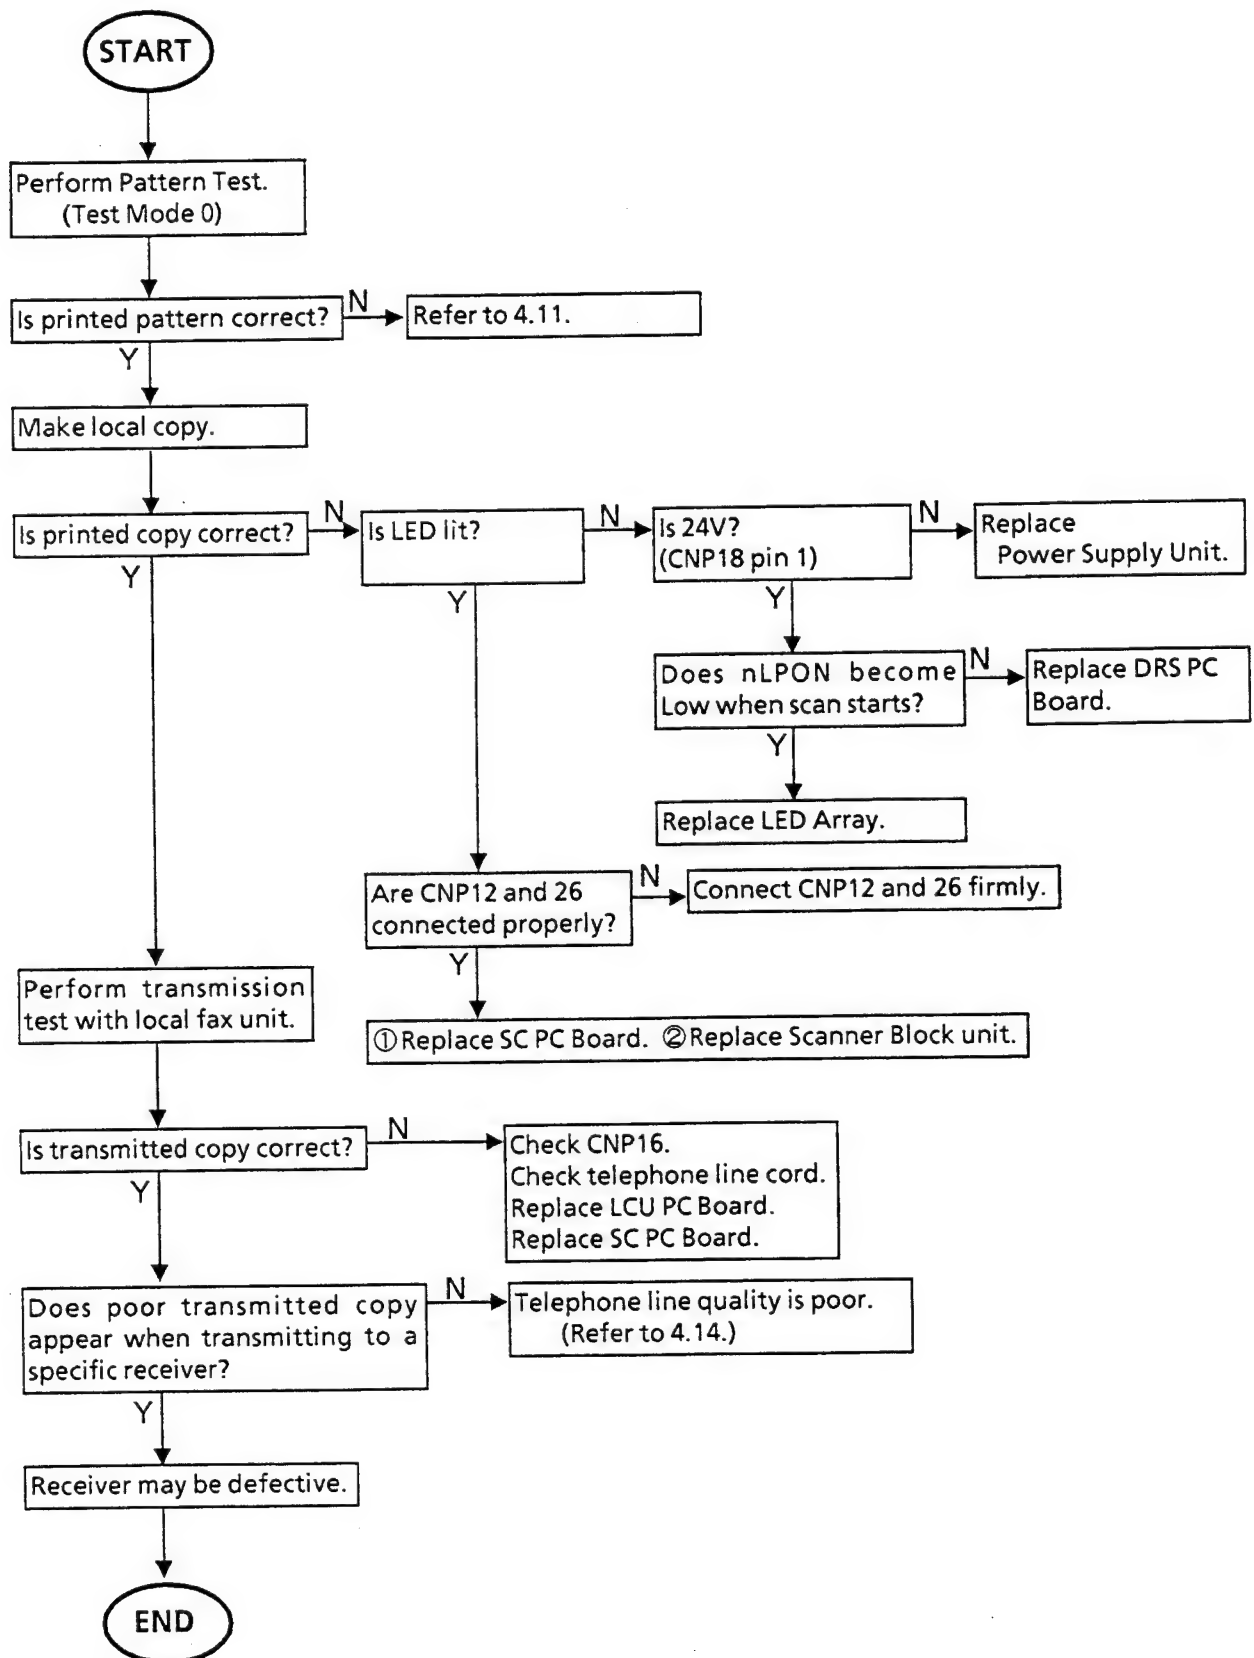 START
Perform Pattern Test.
(Test Mode 0)
Is printed pattern correct?
N
Refer to 4.11.
Y
Make local copy.
Is printed copy correct?
N
Is LED lit?
N
Is 24V?
(CNP18 pin 1)
N
Replace
Power Supply Unit.
Y
Y
Y
Does nLPON become
Low when scan starts?
N
Replace DRS PC
Board.
Y
Replace LED Array.
Are CNP12 and 26
connected properly?
N
Connect CNP12 and 26 firmly.
Y
Perform transmission
test with local fax unit.
①Replace SC PC Board. ②Replace Scanner Block unit.
Is transmitted copy correct?
N
Check CNP16.
Check telephone line cord.
Replace LCU PC Board.
Replace SC PC Board.
Y
Does poor transmitted copy
appear when transmitting to a
specific receiver?
N
Telephone line quality is poor.
(Refer to 4.14.)
Y
Receiver may be defective.
END